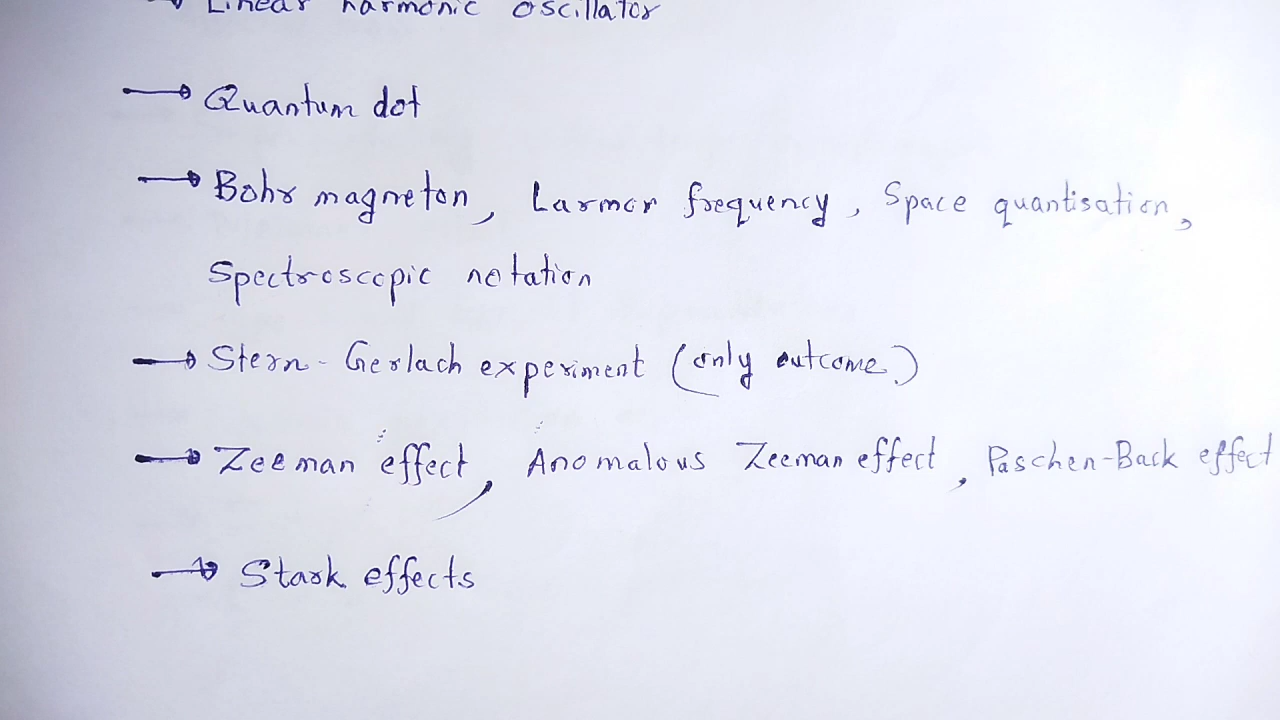 Linear harmonic oscillator
Quantum dot
Bohr magneton, Larmor frequency, Space quantisation,
Spectroscopic notation
Stern-Gerlach experiment (only outcome)
Zeeman effect, Anomalous Zeeman effect, Paschen-Back effect
Stark effects